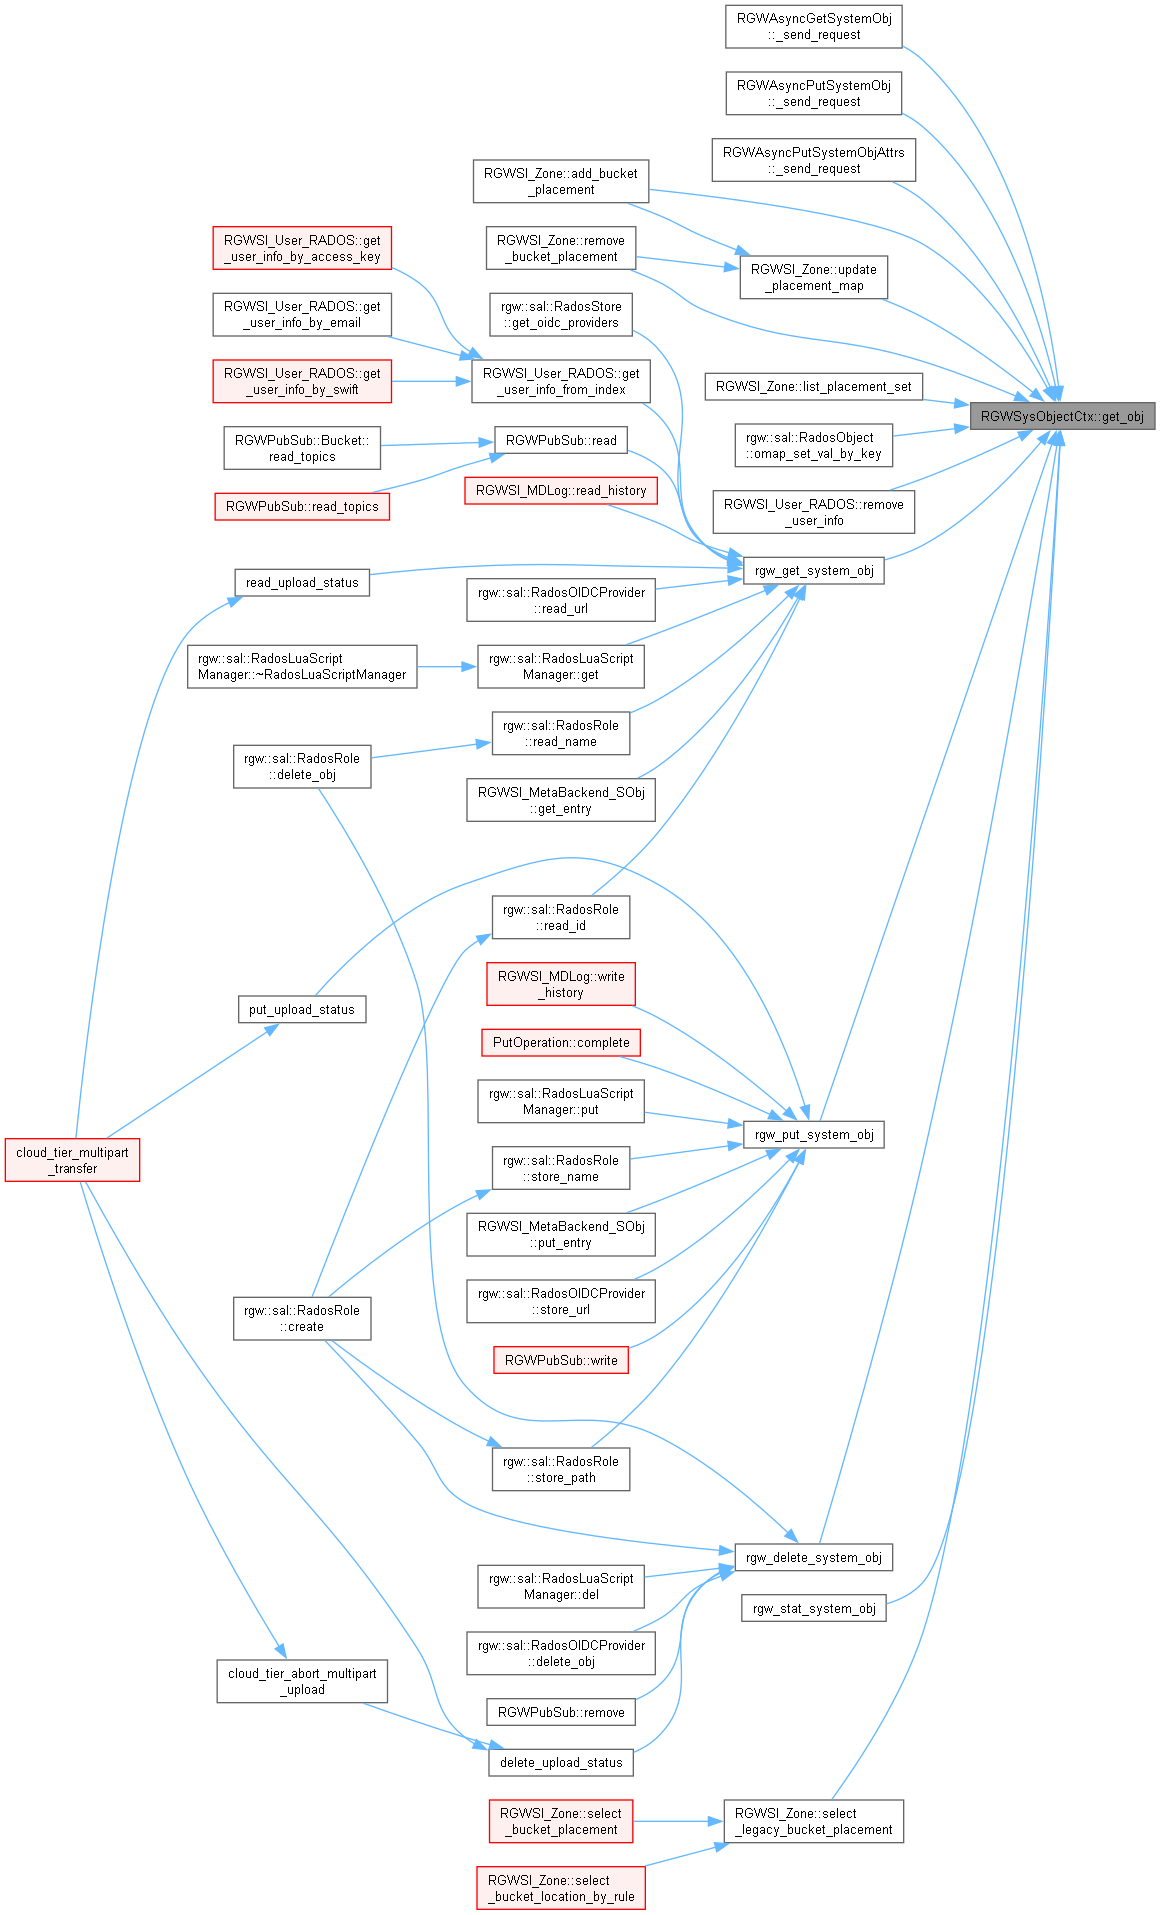 RGWAsyncGetSystemObj
::_send_request
RGWAsyncPutSystemObj
::_send_request
RGWAsyncPutSystemObjAttrs
::_send_request
RGWSI_Zone::add_bucket
_placement
RGWSI_User_RADOS::get
_user_info_by_access_key
RGWSI_Zone::remove
_bucket_placement
RGWSI_Zone::update
_placement_map
RGWSI_User_RADOS::get
_user_info_by_email
rgw::sal::RadosStore
::get_oidc_providers
RGWSI_User_RADOS::get
_user_info_by_swift
RGWSI_User_RADOS::get
_user_info_from_index
RGWSI_Zone::list_placement_set
RGWSysObjectCtx::get_obj
RGWPubSub::Bucket::
read_topics
RGWPubSub::read
rgw::sal::RadosObject
::omap_set_val_by_key
RGWPubSub::read_topics
RGWSI_MDLog::read_history
RGWSI_User_RADOS::remove
_user_info
read_upload_status
rgw_get_system_obj
rgw::sal::RadosOIDCProvider
::read_url
rgw::sal::RadosLuaScript
Manager::~RadosLuaScriptManager
rgw::sal::RadosLuaScript
Manager::get
rgw::sal::RadosRole
::read_name
rgw::sal::RadosRole
::delete_obj
RGWSI_MetaBackend_SObj
::get_entry
rgw::sal::RadosRole
::read_id
RGWSI_MDLog::write
_history
put_upload_status
PutOperation::complete
rgw::sal::RadosLuaScript
Manager::put
rgw_put_system_obj
cloud_tier_multipart
_transfer
rgw::sal::RadosRole
::store_name
RGWSI_MetaBackend_SObj
::put_entry
rgw::sal::RadosOIDCProvider
::store_url
rgw::sal::RadosRole
::create
RGWPubSub::write
rgw::sal::RadosRole
::store_path
rgw_delete_system_obj
rgw::sal::RadosLuaScript
Manager::del
rgw_stat_system_obj
rgw::sal::RadosOIDCProvider
::delete_obj
cloud_tier_abort_multipart
_upload
RGWPubSub::remove
delete_upload_status
RGWSI_Zone::select
_bucket_placement
RGWSI_Zone::select
_legacy_bucket_placement
RGWSI_Zone::select
_bucket_location_by_rule